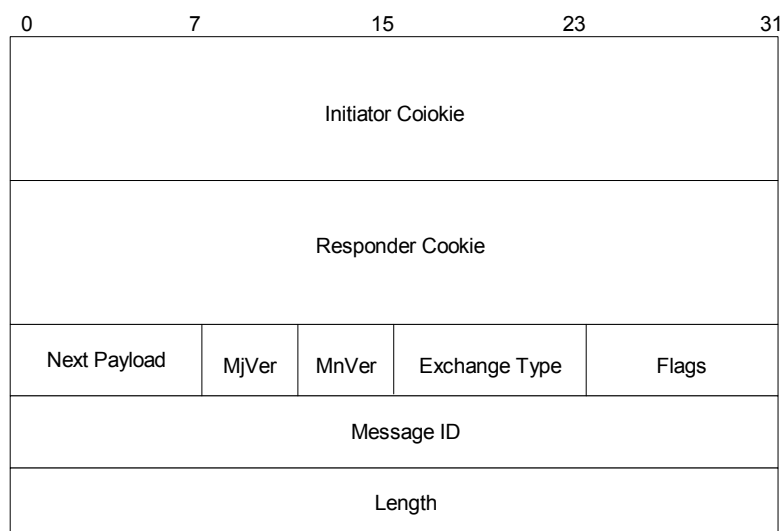 0 7 15 23 31
Initiator Coiokie
Responder Cookie
Next Payload MjVer MnVer Exchange Type Flags
Message ID
Length